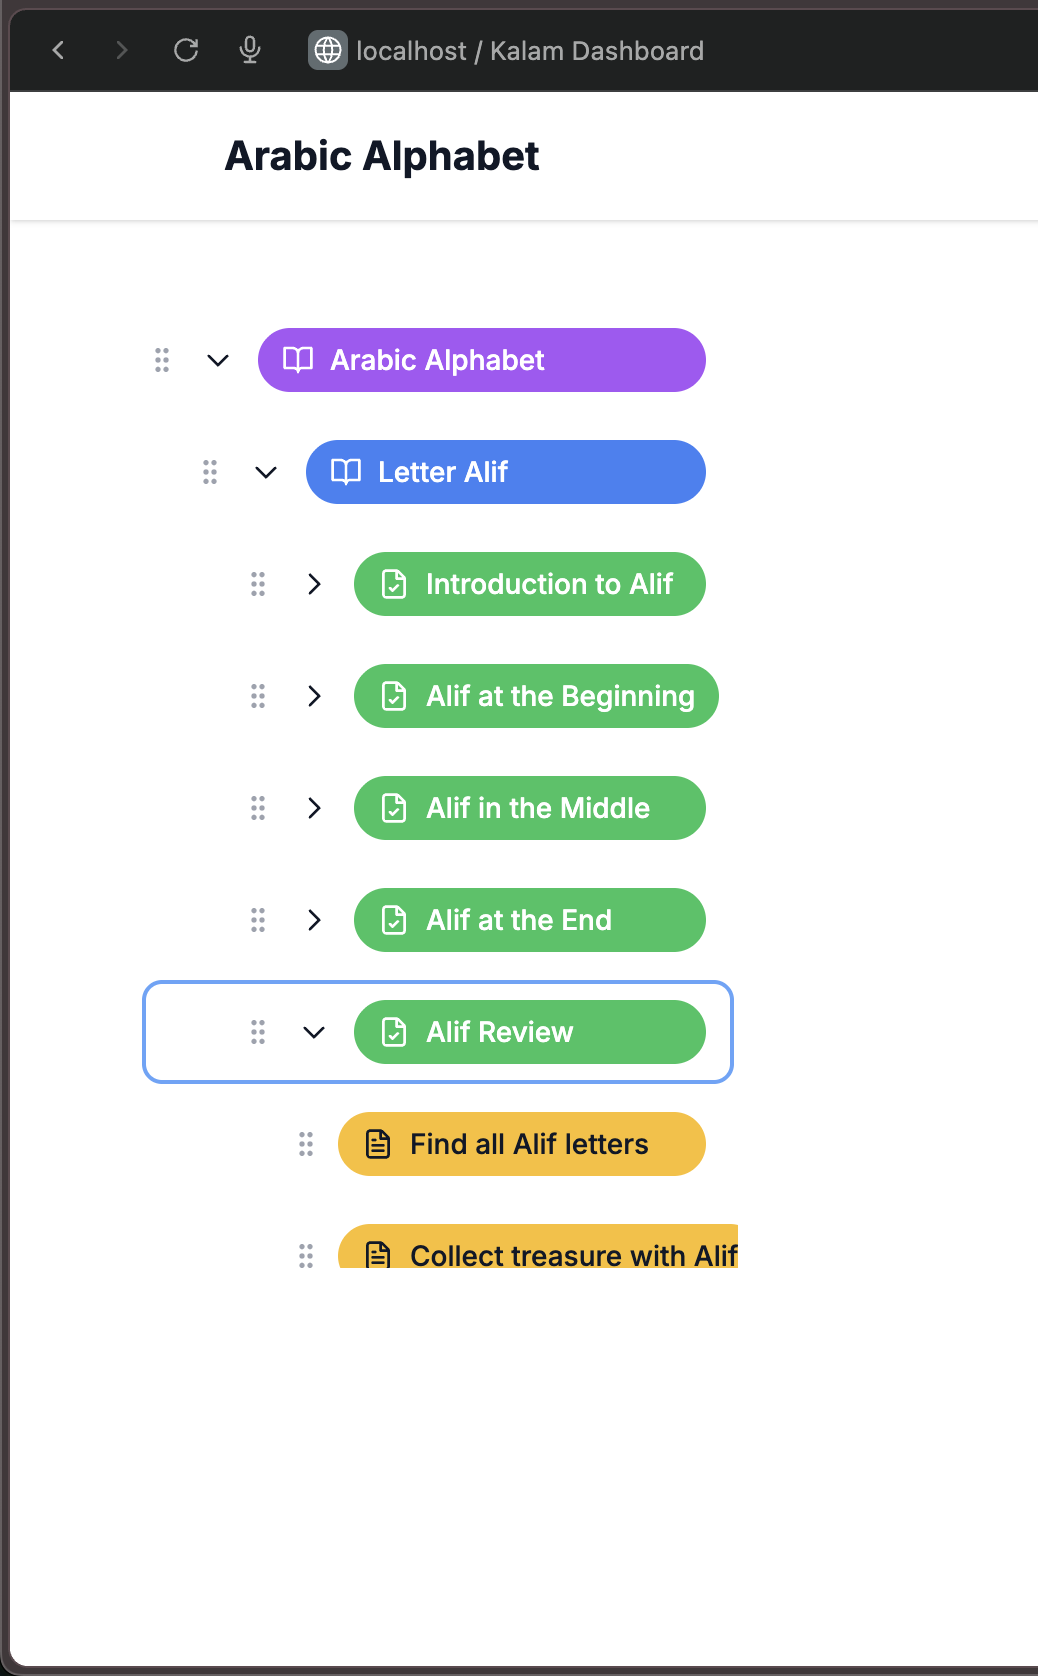 localhost / Kalam Dashboard
Arabic Alphabet
Arabic Alphabet
Letter Alif
Introduction to Alif
Alif at the Beginning
Alif in the Middle
Alif at the End
Alif Review
Find all Alif letters
Collect treasure with Alif